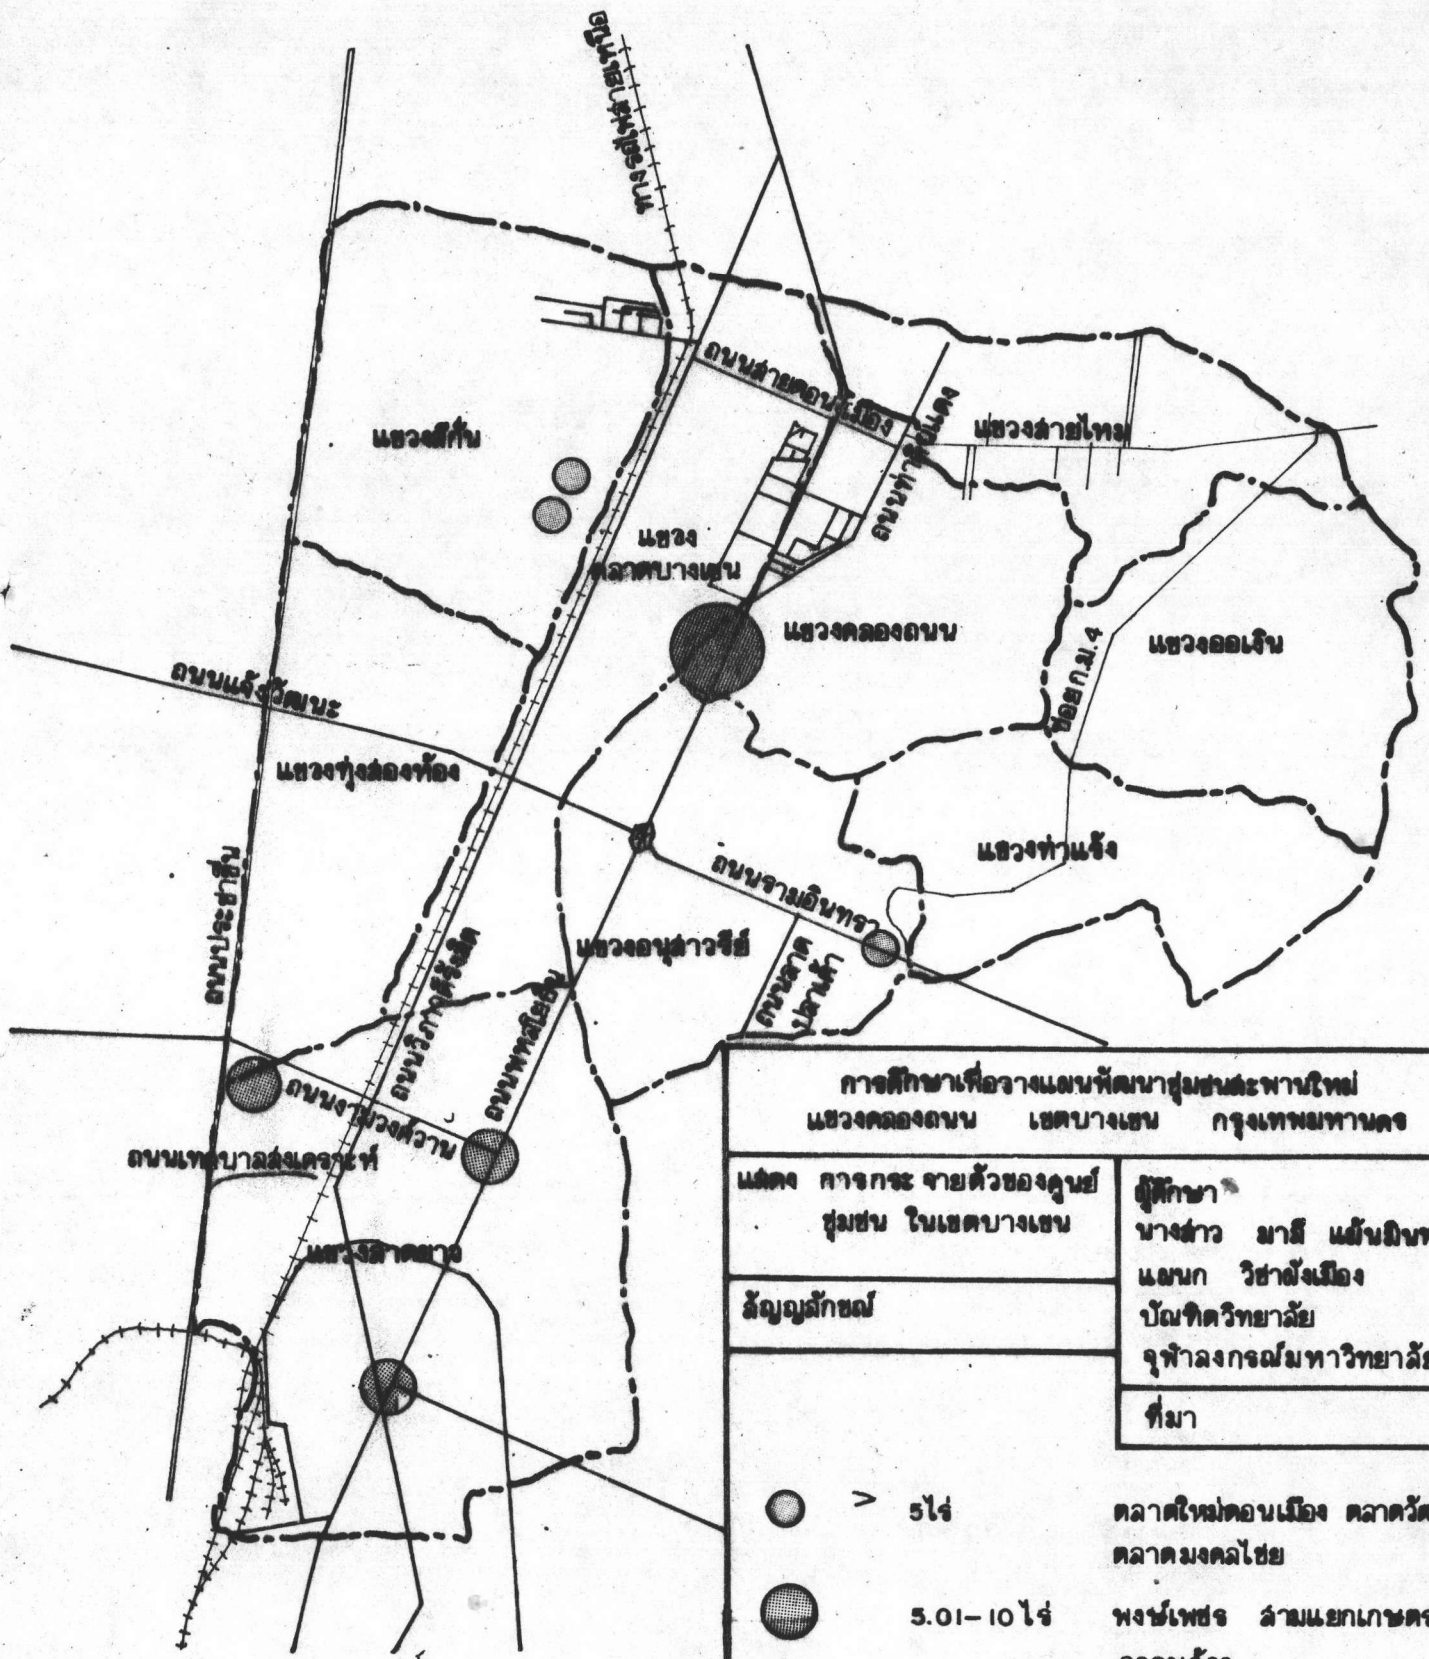 แขวงสีกัน
ถนนสายดอนเมือง
แขวงสายไหม
แขวง
ตลาดบางเขน
ถนนท่าดินแดง
แขวงคลองถนน
ซอย ก.ม.4
แขวงออเงิน
ถนนแจ้งวัฒนะ
แขวงทุ่งสองห้อง
แขวงท่าแร้ง
ถนนรามอินทรา
ถนนประชาชื่น
แขวงอนุสาวรีย์
ถนนลาด
ปลาเค้า
ถนนวิภาวดีรังสิต
ถนนพหลโยธิน
ถนนงามวงศ์วาน
ถนนเทศบาลสงเคราะห์
แขวงลาดยาว
การศึกษาเพื่อวางแผนพัฒนาชุมชนสะพานใหม่
แขวงคลองถนน เขตบางเขน กรุงเทพมหานคร
แสดง การกระจายตัวของศูนย์
ชุมชน ในเขตบางเขน
ผู้ศึกษา
นางสาว มาลี
แผนก วิชาผังเมือง
บัณฑิตวิทยาลัย
จุฬาลงกรณ์มหาวิทยาลัย
สัญญลักษณ์
ที่มา
> 5ไร่ ตลาดใหม่ดอนเมือง ตลาดวัด
ตลาดมงคลไชย
5.01-10 ไร่ พงษ์เพชร สามแยกเกษตร